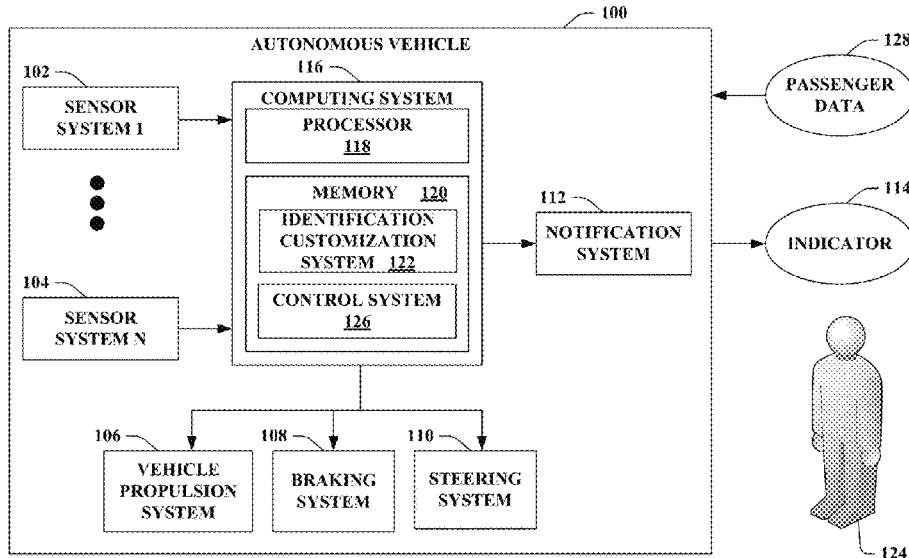 100
AUTONOMOUS VEHICLE
102
116
128
SENSOR
SYSTEM 1
COMPUTING SYSTEM
PROCESSOR
118
PASSENGER
DATA
MEMORY 120
IDENTIFICATION
CUSTOMIZATION
SYSTEM 122
112
NOTIFICATION
SYSTEM
114
INDICATOR
104
SENSOR
SYSTEM N
CONTROL SYSTEM
126
106
VEHICLE
PROPULSION
SYSTEM
108
BRAKING
SYSTEM
110
STEERING
SYSTEM
124